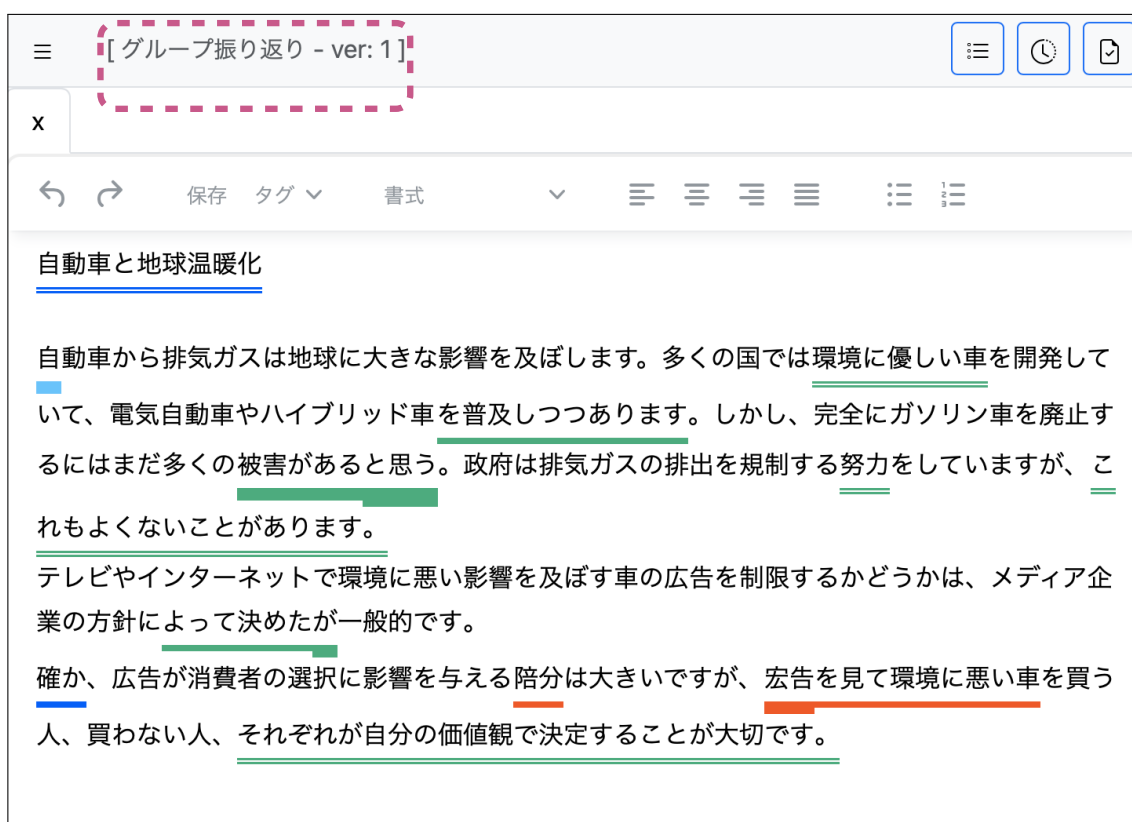 [ グループ振り返り - ver: 1 ]
X
保存 タグ 書式
自動車と地球温暖化
自動車から排気ガスは地球に大きな影響を及ぼします。多くの国では環境に優しい車を開発して
いて、電気自動車やハイブリッド車を普及しつつあります。しかし、完全にガソリン車を廃止す
るにはまだ多くの被害があると思う。政府は排気ガスの排出を規制する努力をしていますが、こ
れもよくないことがあります。
テレビやインターネットで環境に悪い影響を及ぼす車の広告を制限するかどうかは、メディア企
業の方針によって決めたが一般的です。
確か、広告が消費者の選択に影響を与える陪分は大きいですが、宏告を見て環境に悪い車を買う
人、買わない人、それぞれが自分の価値観で決定することが大切です。